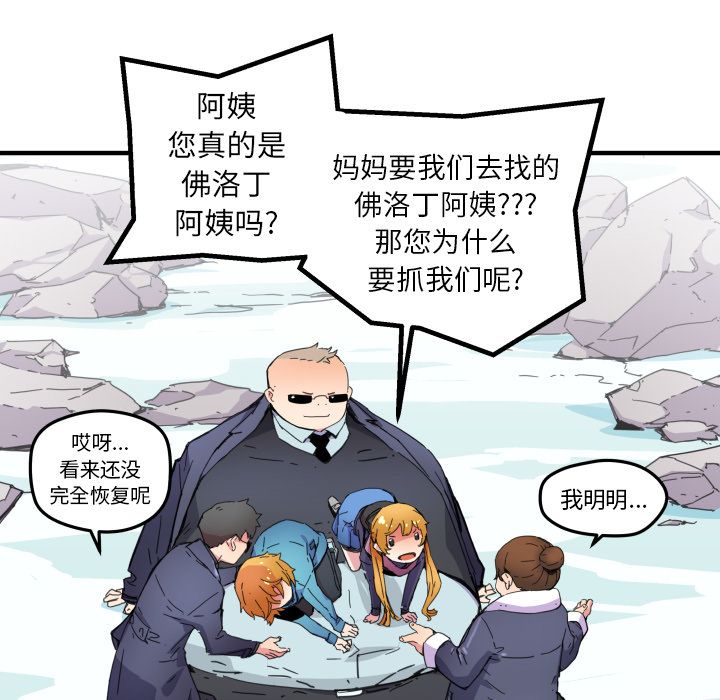 阿姨
您真的是
佛洛丁
阿姨吗?
妈妈要我们去找的
佛洛丁阿姨???
那您为什么
要抓我们呢?
哎呀...
看来还没
完全恢复呢
我明明...